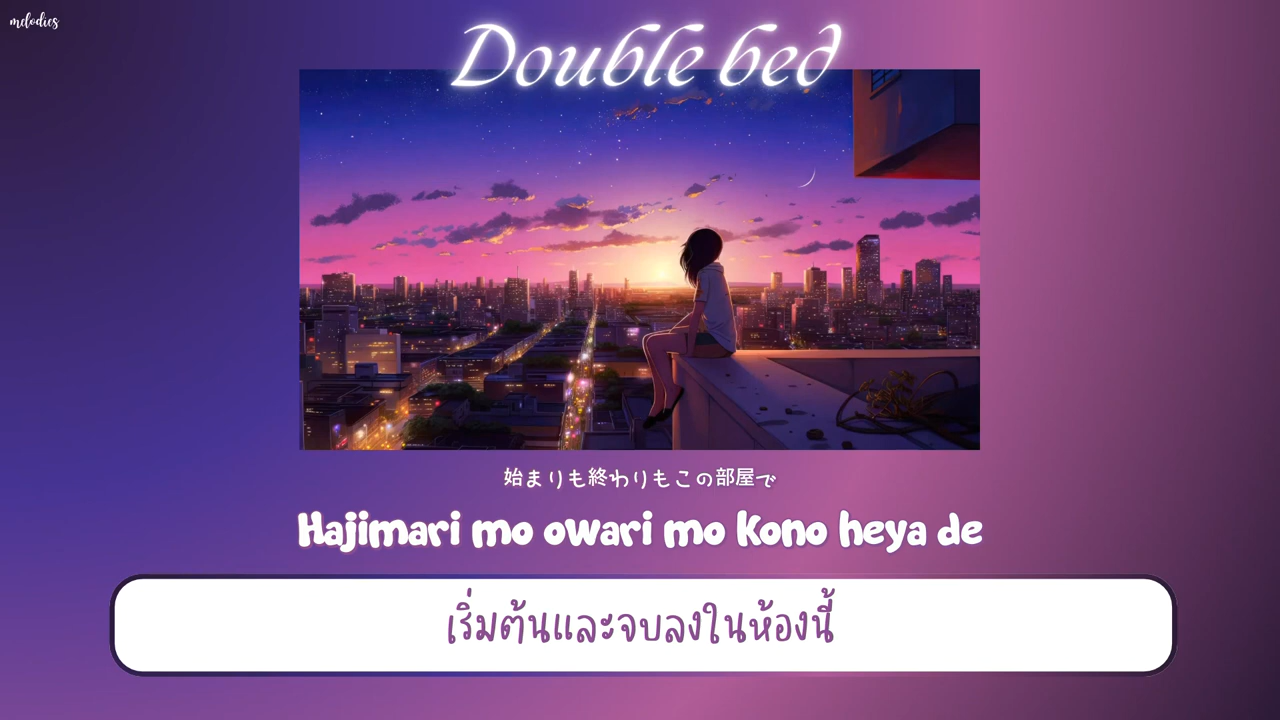 melodies
Double bed
始まりも終わりもこの部屋で
Hajimari mo owari mo kono heya de
เริ่มต้นและจบลงในห้องนี้